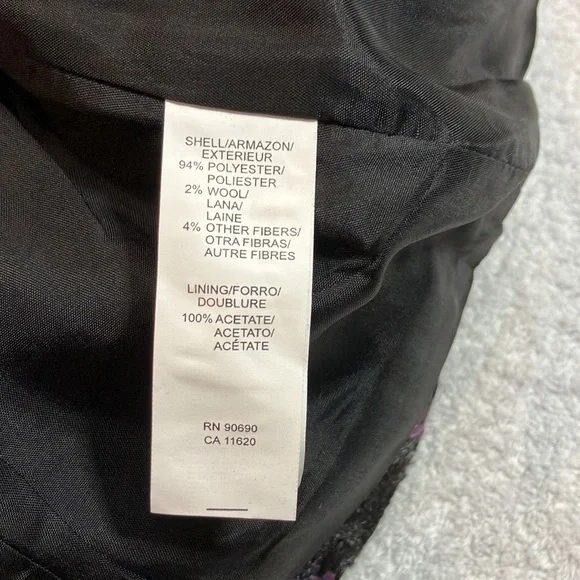 SHELL/ARMAZON/
EXTERIEUR
94% POLYESTER/
POLIESTER
2% WOOL/
LANA/
LAINE
4% OTHER FIBERS/
OTRA FIBRAS/
AUTRE FIBRES
LINING/FORRO/
DOUBLURE
100% ACETATE/
ACETATO/
ACÉTATE
RN 90690
CA 11620